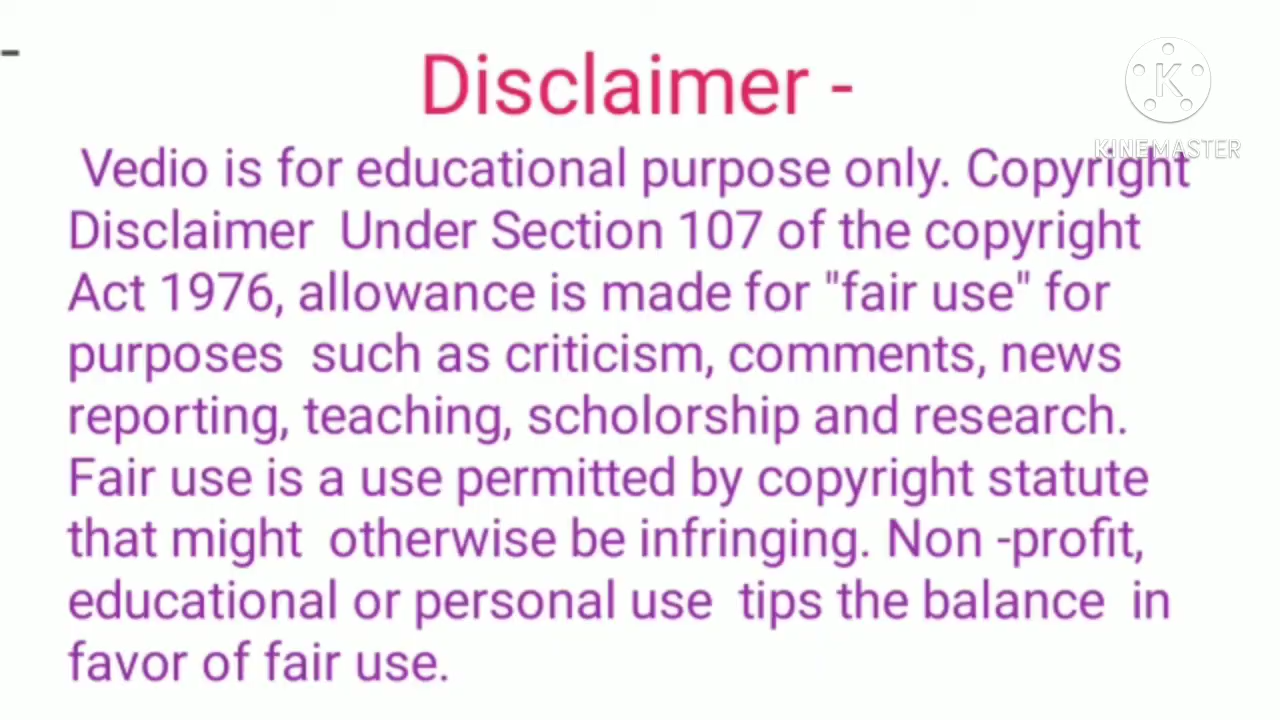 Disclaimer -
KINEMASTER
Vedio is for educational purpose only. Copyright
Disclaimer Under Section 107 of the copyright
Act 1976, allowance is made for "fair use" for
purposes such as criticism, comments, news
reporting, teaching, scholorship and research.
Fair use is a use permitted by copyright statute
that might otherwise be infringing. Non -profit,
educational or personal use tips the balance in
favor of fair use.